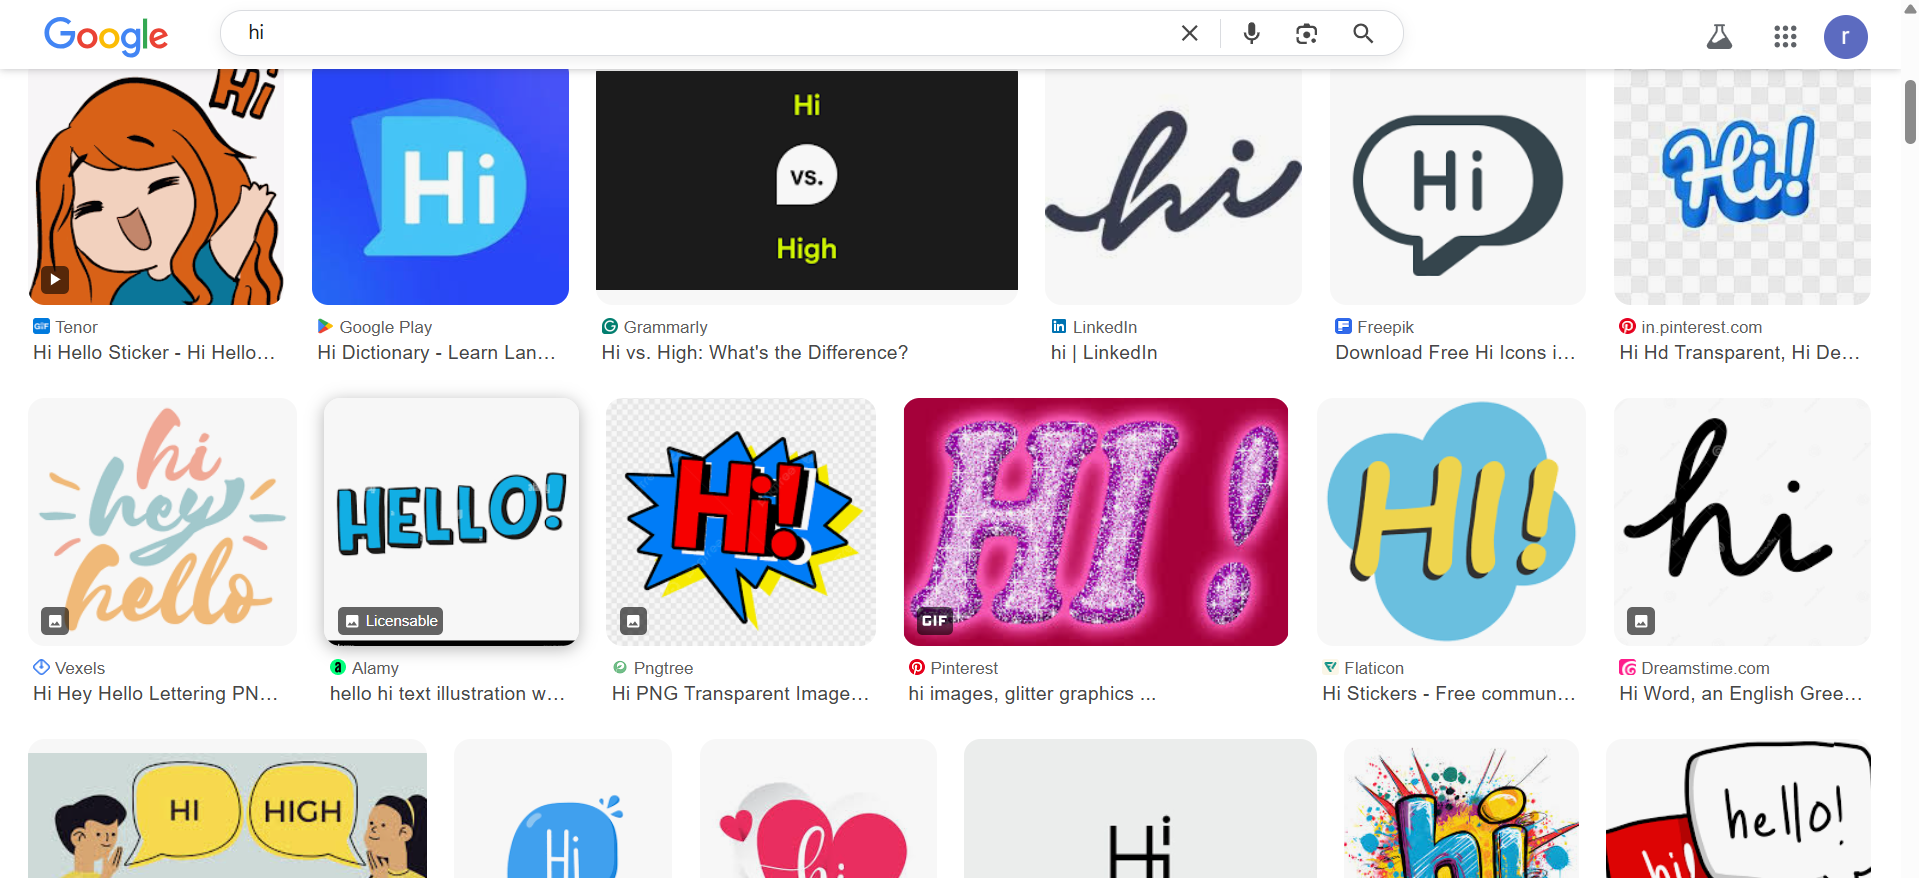 Google
hi
r
Hi
Hi
Hi
vs.
High
hi
Hi
Hi!
GIF Tenor
Hi Hello Sticker - Hi Hello...
Google Play
Hi Dictionary - Learn Lan...
Grammarly
Hi vs. High: What's the Difference?
in LinkedIn
hi | LinkedIn
Freepik
Download Free Hi Icons i...
in.pinterest.com
Hi Hd Transparent, Hi De...
hi
hey
hello
HELLO!
Licensable
Hi!
HI !
GIF
HI!
hi
Vexels
Hi Hey Hello Lettering PN...
a Alamy
hello hi text illustration w...
Pngtree
Hi PNG Transparent Image...
Pinterest
hi images, glitter graphics ...
Flaticon
Hi Stickers - Free commun...
Dreamstime.com
Hi Word, an English Gree...
HI
HIGH
Hi
hi
Hi
hi
hello!
hi!